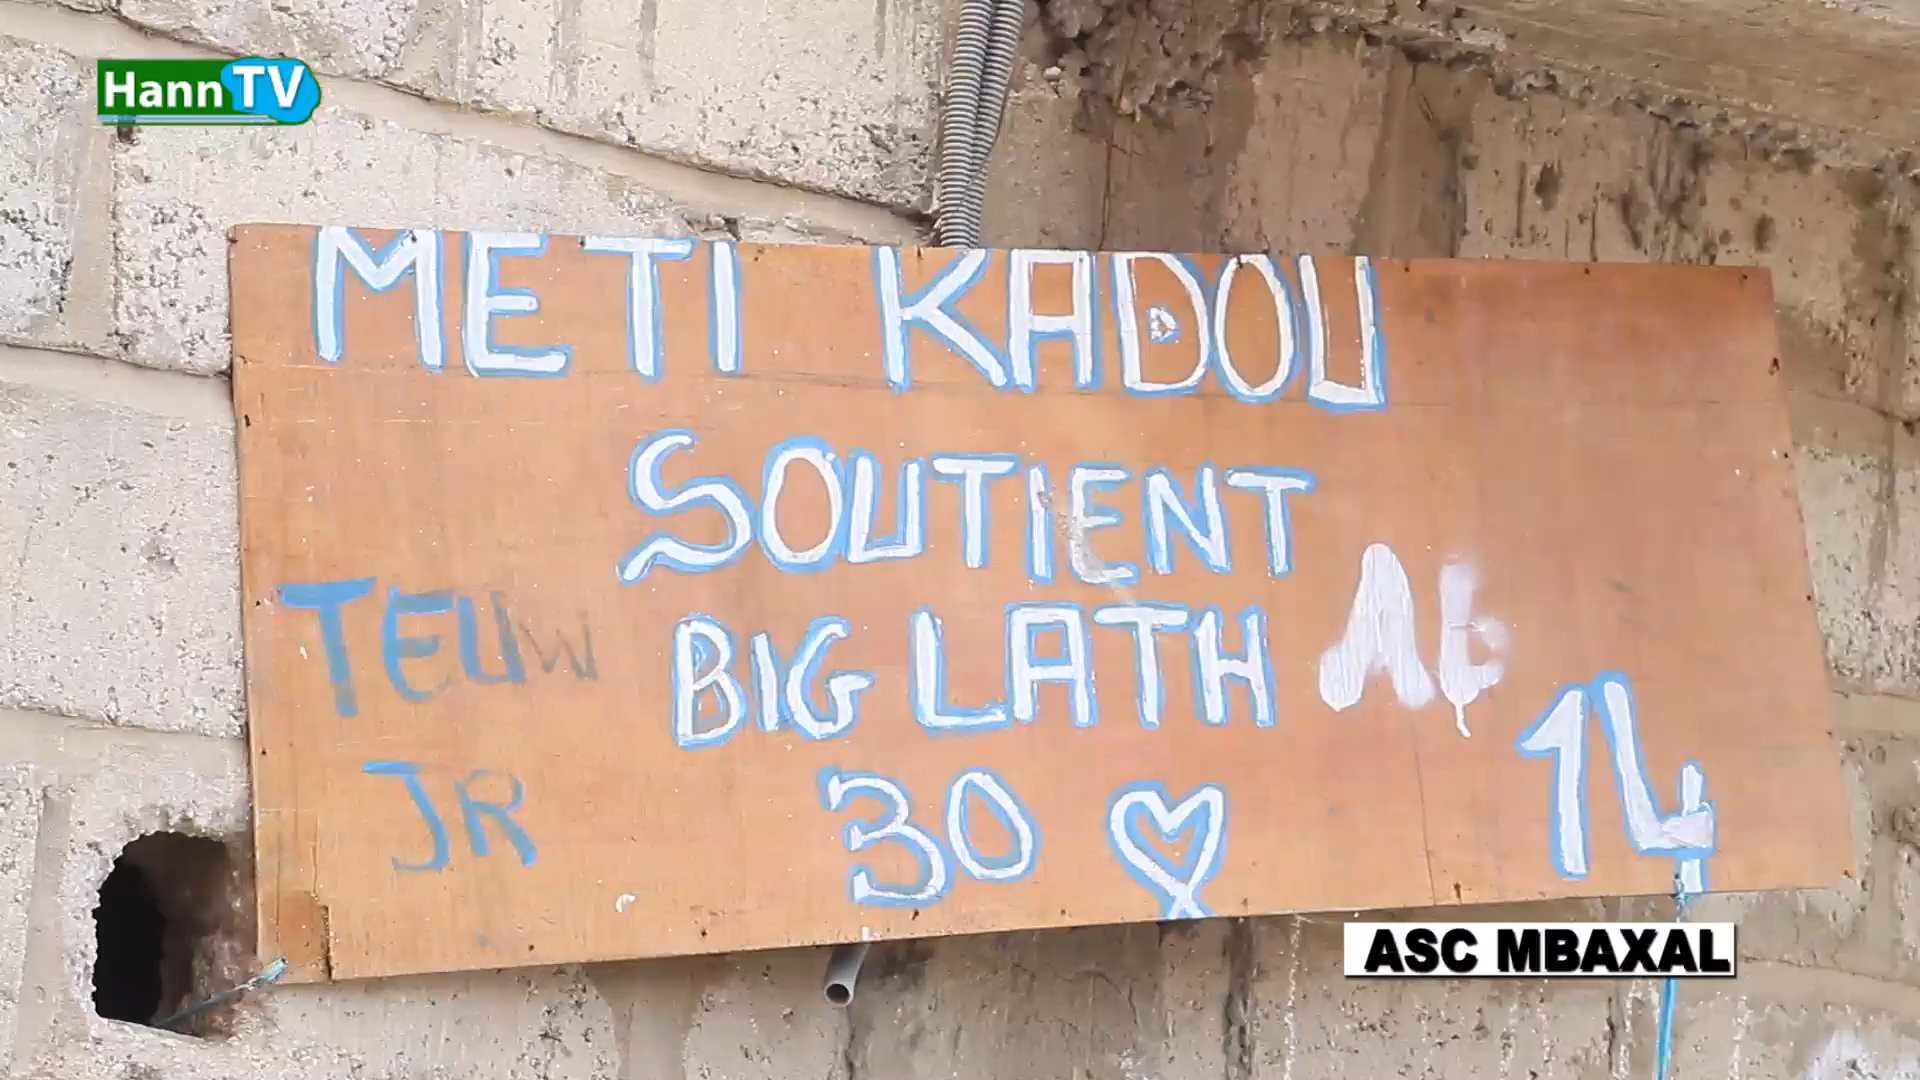 HannTV
METI KADOU
SOUTIENT
BIG LATH
TEUW
JR
30
14
ASC MBAXAL